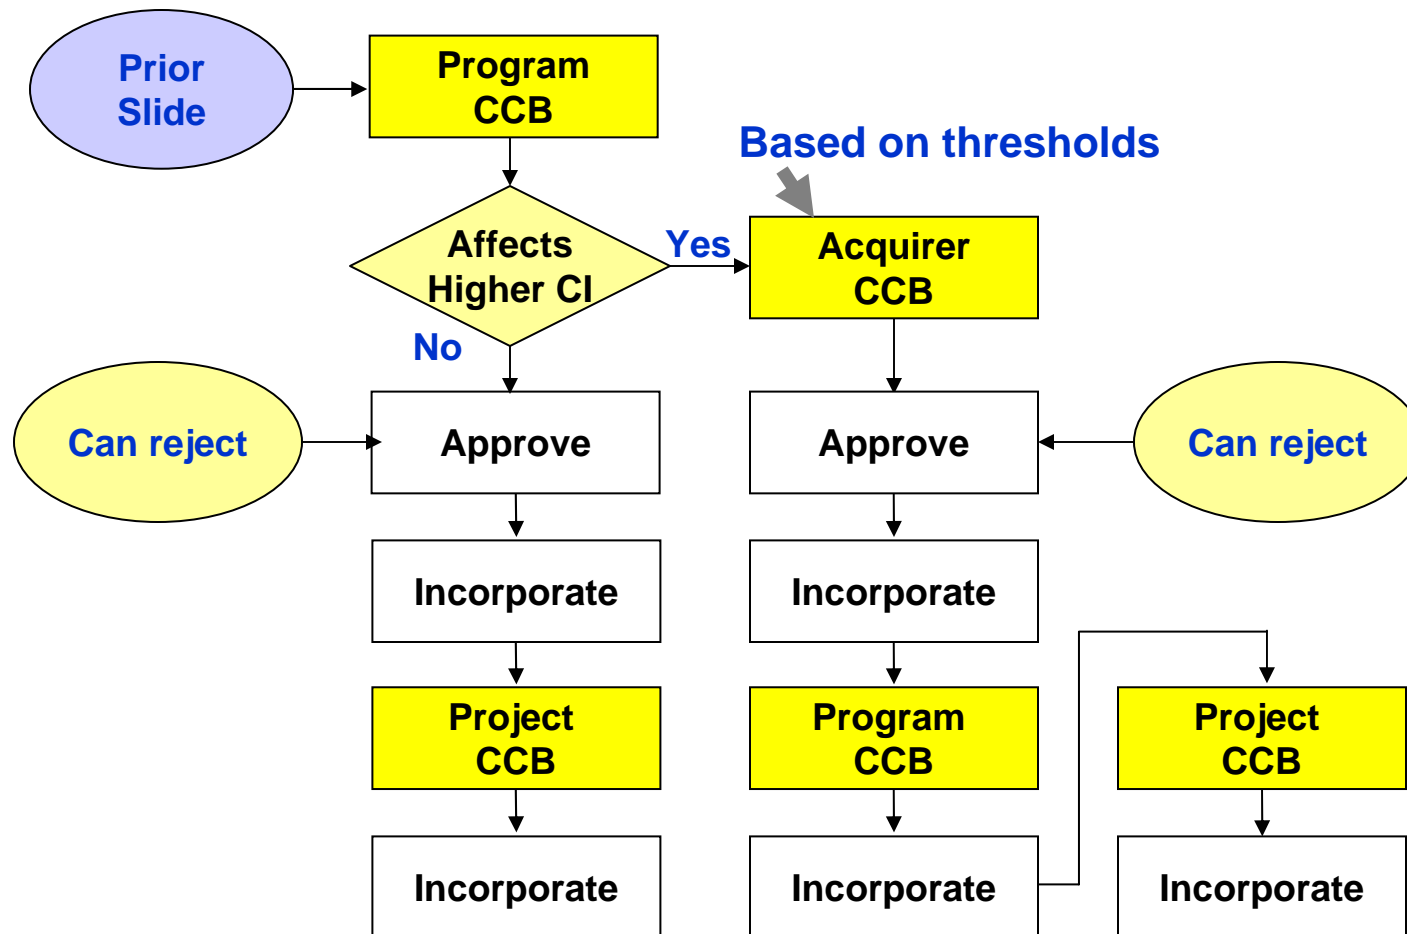 Prior
Slide
Program
CCB
Based on thresholds
Affects
Higher CI
Yes
Acquirer
CCB
No
Can reject
Approve
Approve
Can reject
Incorporate
Incorporate
Project
CCB
Program
CCB
Project
CCB
Incorporate
Incorporate
Incorporate